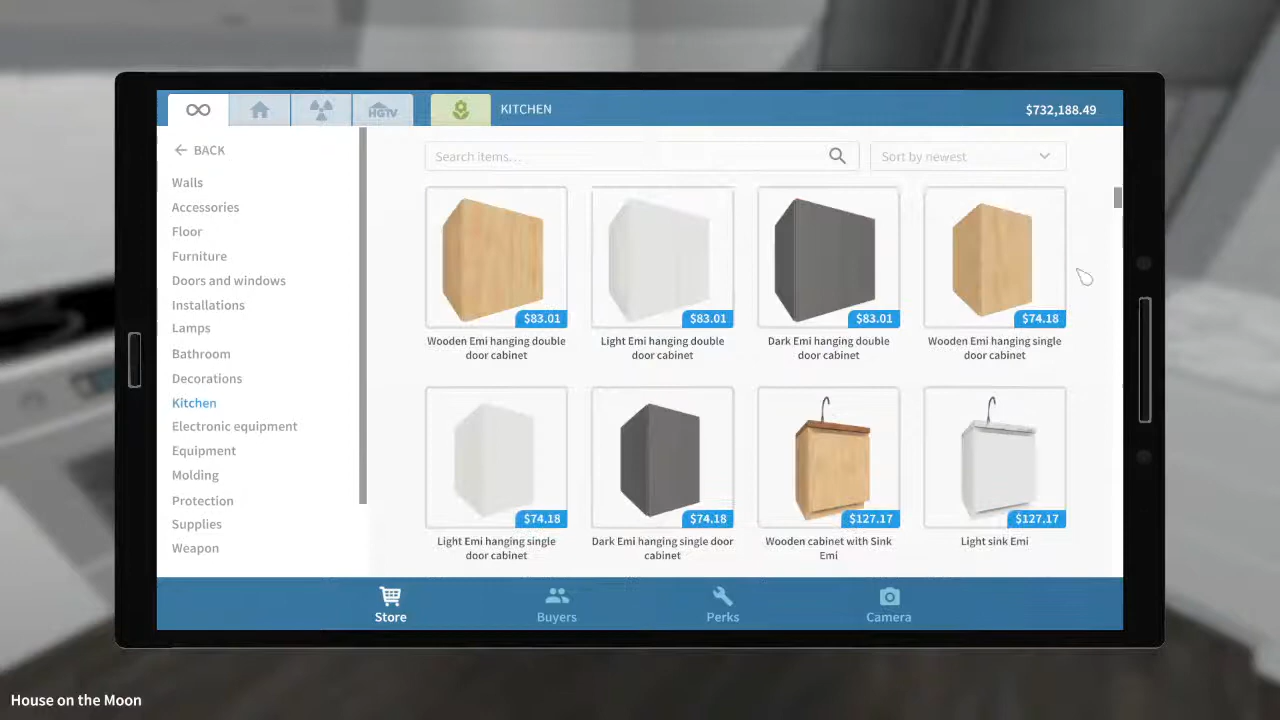 HGTV
KITCHEN
$732,188.49
BACK
Search items...
Sort by newest
Walls
Accessories
Floor
Furniture
Doors and windows
Installations
Lamps
Bathroom
Decorations
Kitchen
Electronic equipment
Equipment
Molding
Protection
Supplies
Weapon
$83.01
$83.01
$83.01
$74.18
Wooden Emi hanging double
door cabinet
Light Emi hanging double
door cabinet
Dark Emi hanging double
door cabinet
Wooden Emi hanging single
door cabinet
$74.18
$74.18
$127.17
$127.17
Light Emi hanging single
door cabinet
Dark Emi hanging single door
cabinet
Wooden cabinet with Sink
Emi
Light sink Emi
Store
Buyers
Perks
Camera
House on the Moon